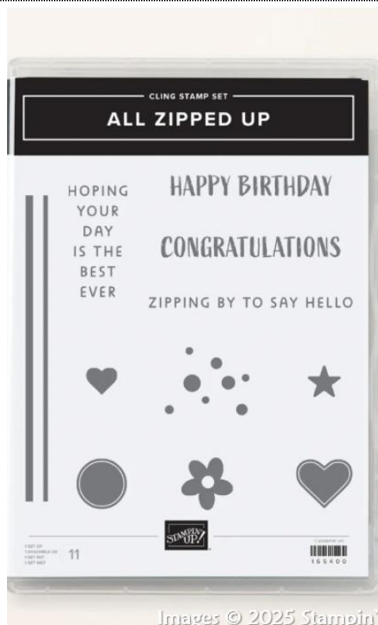 CLING STAMP SET
ALL ZIPPED UP
HOPING
YOUR
DAY
IS THE
BEST
EVER
HAPPY BIRTHDAY
CONGRATULATIONS
ZIPPING BY TO SAY HELLO
STAMPIN'
UP!
11
165400
Images © 2025 Stampin'